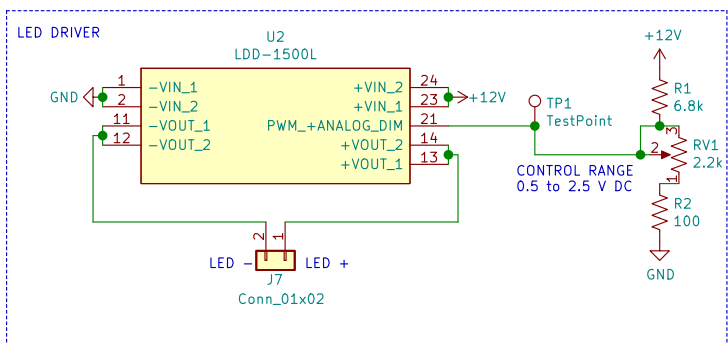 LED DRIVER
U2
LDD-1500L
+12V
GND
1
2
11
12
-VIN_1
-VIN_2
-VOUT_1
-VOUT_2
+VIN_2
+VIN_1
PWM_+ANALOG_DIM
+VOUT_2
+VOUT_1
24
23
21
14
13
+12V
TP1
TestPoint
R1
6.8k
3
2
1
RV1
2.2k
CONTROL RANGE
0.5 to 2.5 V DC
R2
100
GND
2
1
LED -
LED +
J7
Conn_01x02